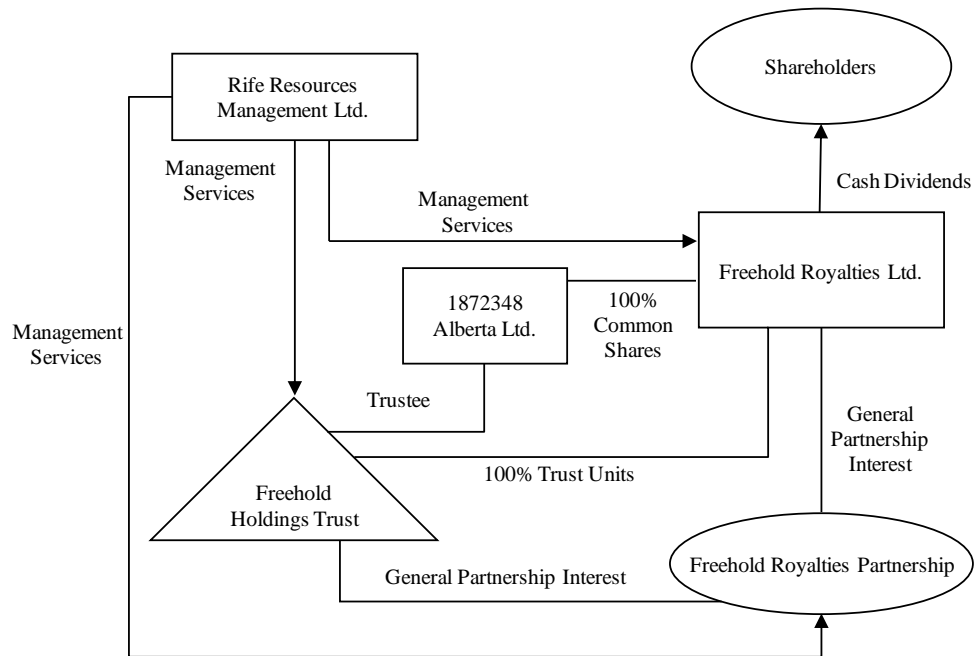 Rife Resources
Management Ltd.
Shareholders
Management
Services
Cash Dividends
Management
Services
Freehold Royalties Ltd.
1872348
Alberta Ltd.
100%
Common
Shares
Management
Services
Trustee
General
Partnership
Interest
100% Trust Units
Freehold
Holdings Trust
Freehold Royalties Partnership
General Partnership Interest